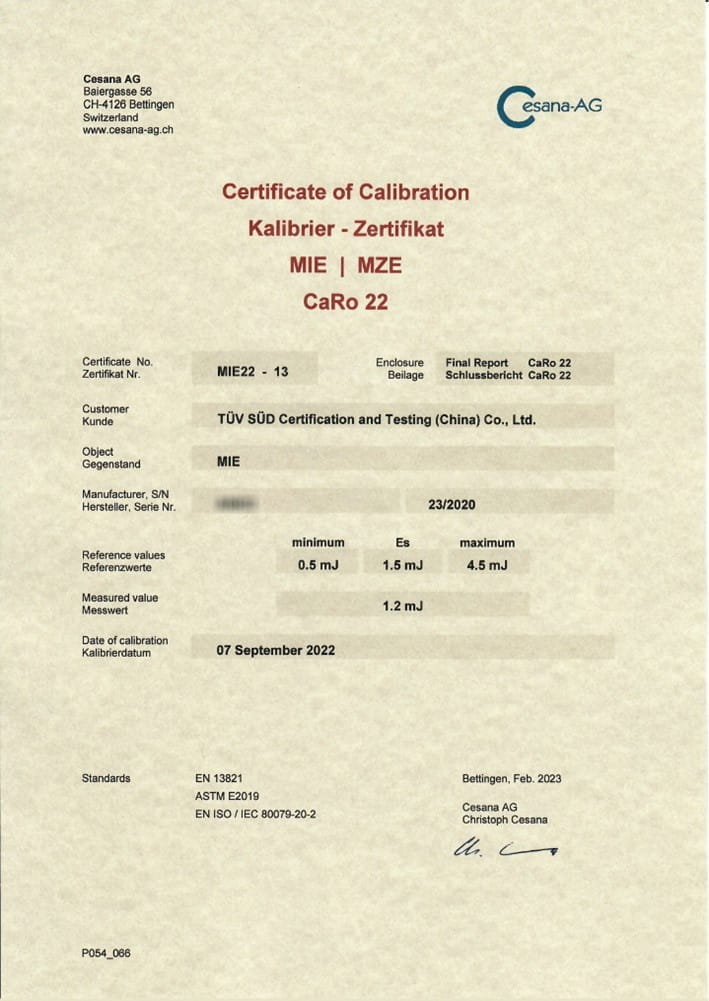 Cesana AG
Baiergasse 56
CH-4126 Bettingen
Switzerland
www.cesana-ag.ch
Cesana-AG
Certificate of Calibration
Kalibrier - Zertifikat
MIE | MZE
CaRo 22
Certificate No.
Zertifikat Nr.
MIE22 - 13
Enclosure
Beilage
Final Report CaRo 22
Schlussbericht CaRo 22
Customer
Kunde
TÜV SÜD Certification and Testing (China) Co., Ltd.
Object
Gegenstand
MIE
Manufacturer, S/N
Hersteller, Serie Nr.
23/2020
minimum Es maximum
Reference values
Referenzwerte
0.5 mJ 1.5 mJ 4.5 mJ
Measured value
Messwert
1.2 mJ
Date of calibration
Kalibrierdatum
07 September 2022
Standards
EN 13821
ASTM E2019
EN ISO / IEC 80079-20-2
Bettingen, Feb. 2023
Cesana AG
Christoph Cesana
P054_066